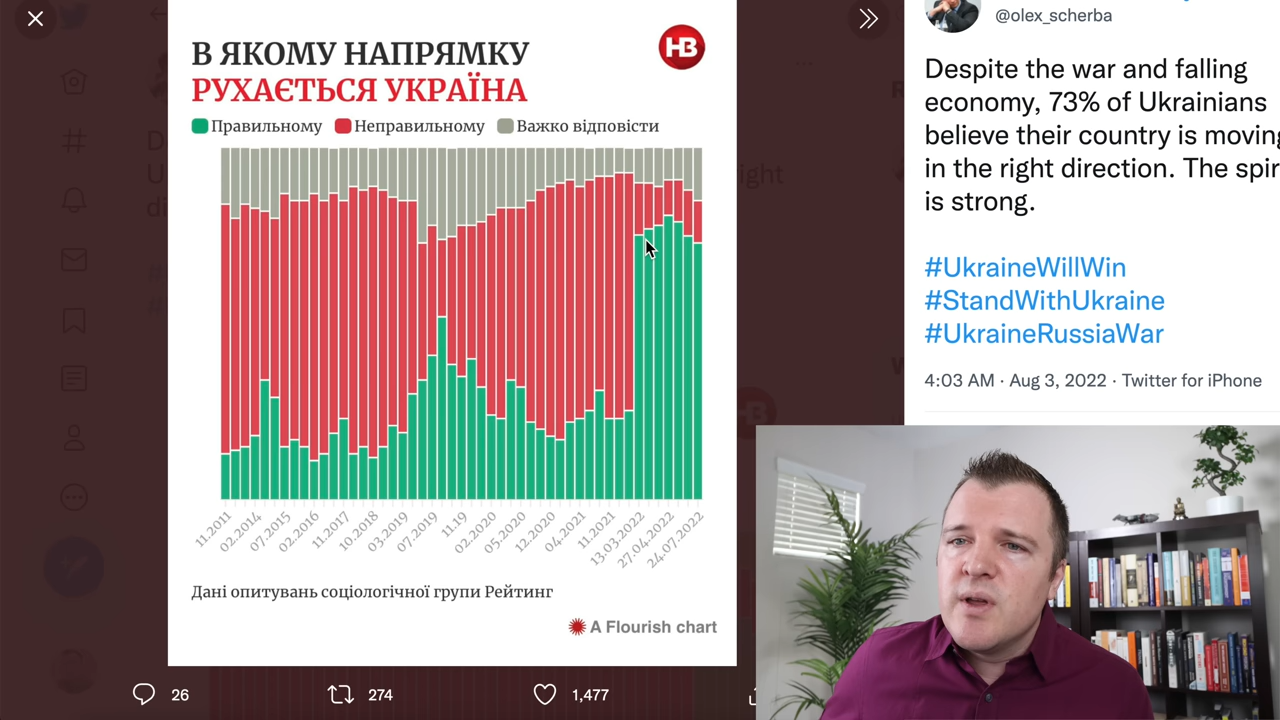 В ЯКОМУ НАПРЯМКУ
РУХАЄТЬСЯ УКРАЇНА
НВ
Правильному Неправильному Важко відповісти
11.2011 02.2014 07.2015 02.2016 11.2017 10.2018 03.2019 07.2019 11.19 02.2020 05.2020 12.2020 04.2021 11.2021 13.03.2022 27.04.2022 24.07.2022
Дані опитувань соціологічної групи Рейтинг
A Flourish chart
26 274 1,477
@olex_scherba
Despite the war and falling
economy, 73% of Ukrainians
believe their country is moving
in the right direction. The spir
is strong.
#UkraineWillWin
#StandWithUkraine
#UkraineRussiaWar
4:03 AM · Aug 3, 2022 · Twitter for iPhone